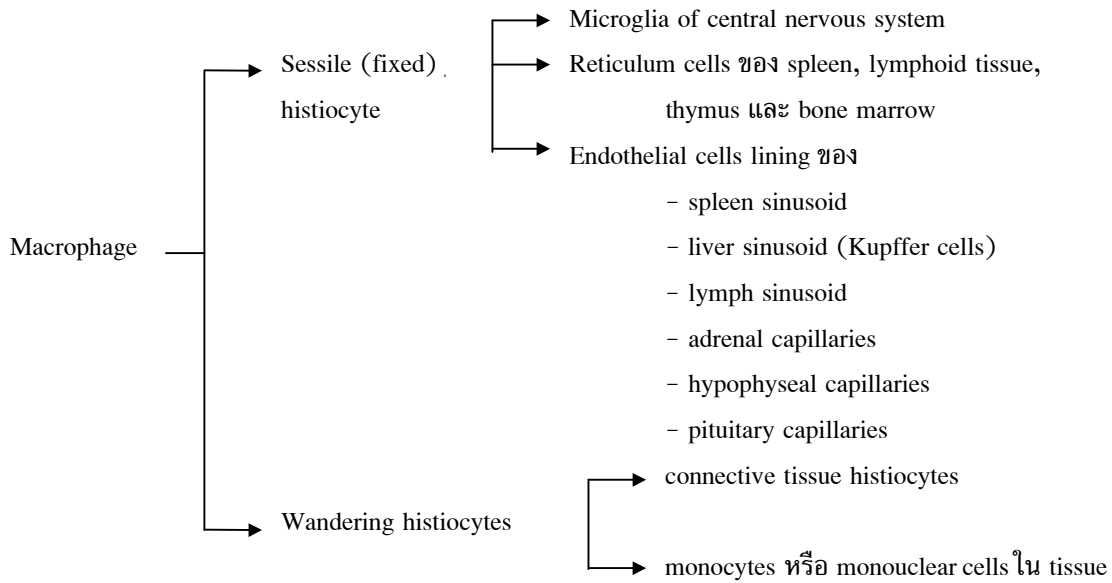 Microglia of central nervous system
Sessile (fixed)
Reticulum cells ของ spleen, lymphoid tissue,
histiocyte
thymus และ bone marrow
Endothelial cells lining ของ
- spleen sinusoid
Macrophage
- liver sinusoid (Kupffer cells)
- lymph sinusoid
- adrenal capillaries
- hypophyseal capillaries
- pituitary capillaries
connective tissue histiocytes
Wandering histiocytes
monocytes หรือ monouclear cells ใน tissue